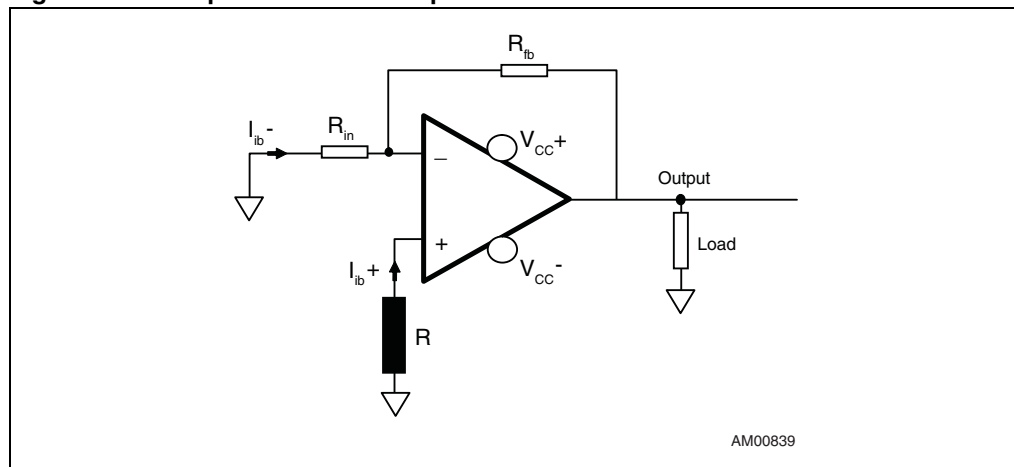 R_fb
I_ib- R_in
V_CC+
−
Output
+
Load
I_ib+
V_CC-
R
AM00839